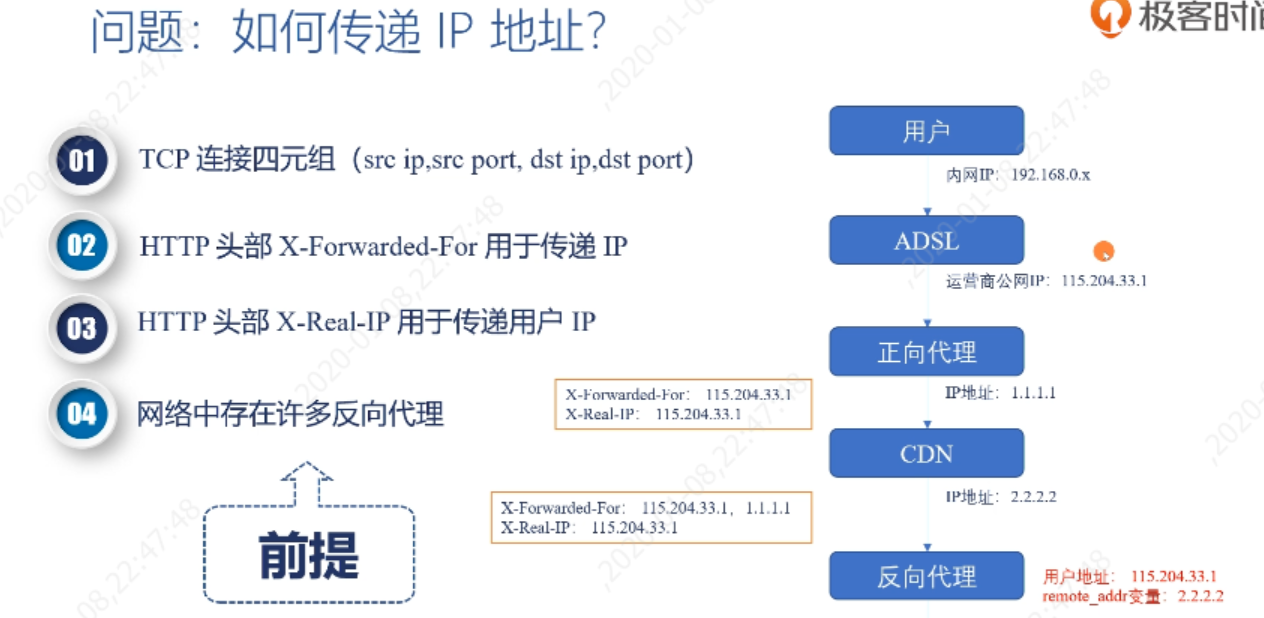 问题：如何传递 IP 地址?
极客时间
01 TCP 连接四元组（src ip,src port, dst ip,dst port）
02 HTTP 头部 X-Forwarded-For 用于传递 IP
03 HTTP 头部 X-Real-IP 用于传递用户 IP
04 网络中存在许多反向代理
前提
用户
内网IP：192.168.0.x
ADSL
运营商公网IP：115.204.33.1
正向代理
IP地址：1.1.1.1
X-Forwarded-For： 115.204.33.1
X-Real-IP： 115.204.33.1
CDN
IP地址：2.2.2.2
X-Forwarded-For： 115.204.33.1，1.1.1.1
X-Real-IP： 115.204.33.1
反向代理
用户地址： 115.204.33.1
remote_addr变量：2.2.2.2